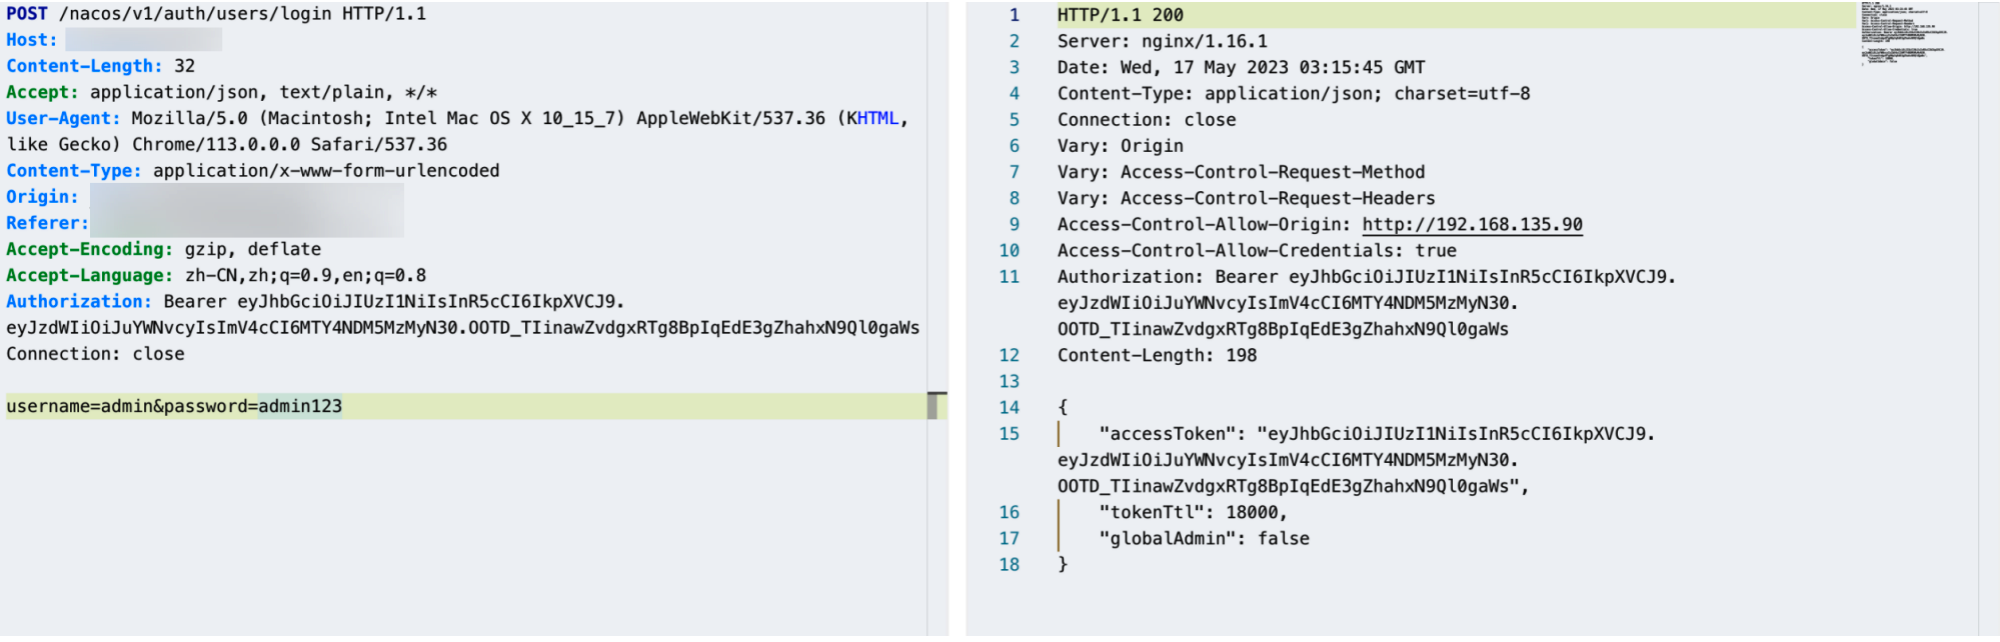 POST /nacos/v1/auth/users/login HTTP/1.1
Host:
Content-Length: 32
Accept: application/json, text/plain, */*
User-Agent: Mozilla/5.0 (Macintosh; Intel Mac OS X 10_15_7) AppleWebKit/537.36 (KHTML,
like Gecko) Chrome/113.0.0.0 Safari/537.36
Content-Type: application/x-www-form-urlencoded
Origin:
Referer:
Accept-Encoding: gzip, deflate
Accept-Language: zh-CN,zh;q=0.9,en;q=0.8
Authorization: Bearer eyJhbGciOiJIUzI1NiIsInR5cCI6IkpXVCJ9.
eyJzdWIiOiJuYWNvcyIsImV4cCI6MTY4NDM5MzMyN30.OOTD_TIinawZvdgxRTg8BpIqEdE3gZhahxN9Ql0gaWs
Connection: close
username=admin&password=admin123
1 HTTP/1.1 200
2 Server: nginx/1.16.1
3 Date: Wed, 17 May 2023 03:15:45 GMT
4 Content-Type: application/json; charset=utf-8
5 Connection: close
6 Vary: Origin
7 Vary: Access-Control-Request-Method
8 Vary: Access-Control-Request-Headers
9 Access-Control-Allow-Origin: http://192.168.135.90
10 Access-Control-Allow-Credentials: true
11 Authorization: Bearer eyJhbGciOiJIUzI1NiIsInR5cCI6IkpXVCJ9.
eyJzdWIiOiJuYWNvcyIsImV4cCI6MTY4NDM5MzMyN30.
OOTD_TIinawZvdgxRTg8BpIqEdE3gZhahxN9Ql0gaWs
12 Content-Length: 198
13
14 {
15 "accessToken": "eyJhbGciOiJIUzI1NiIsInR5cCI6IkpXVCJ9.
eyJzdWIiOiJuYWNvcyIsImV4cCI6MTY4NDM5MzMyN30.
OOTD_TIinawZvdgxRTg8BpIqEdE3gZhahxN9Ql0gaWs",
16 "tokenTtl": 18000,
17 "globalAdmin": false
18 }